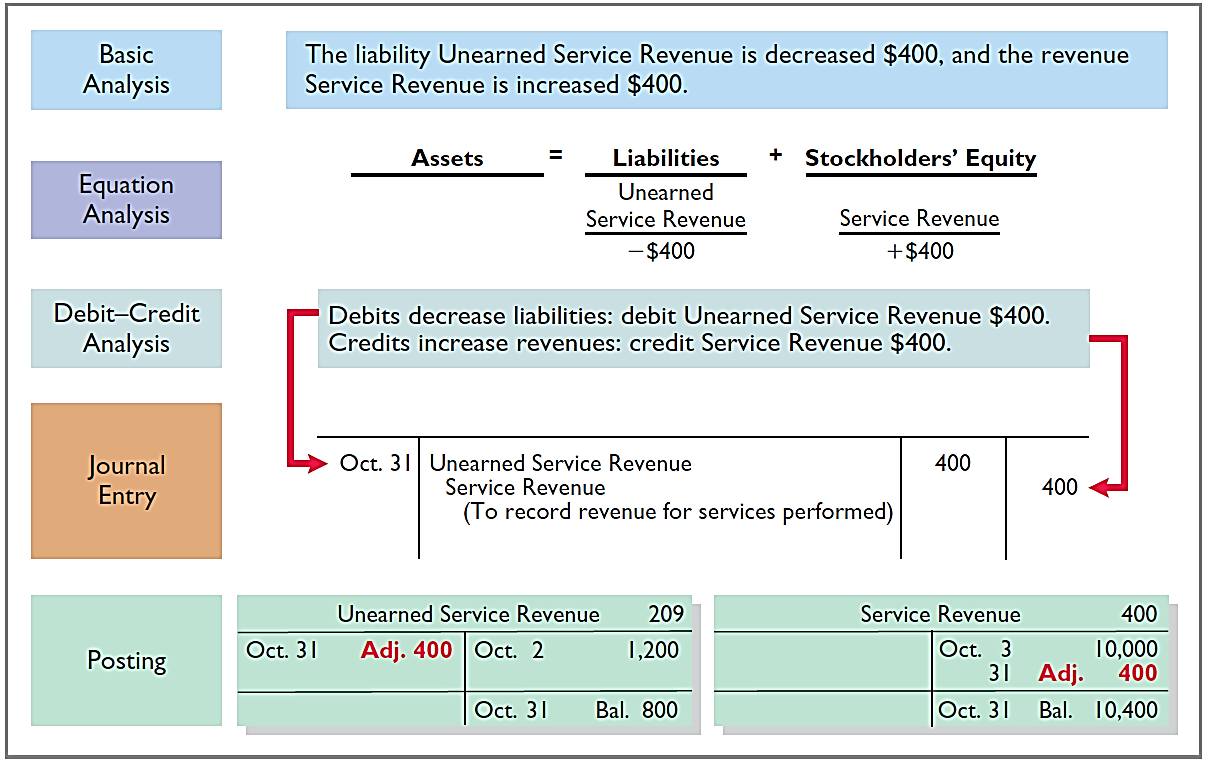 Basic
Analysis
The liability Unearned Service Revenue is decreased $400, and the revenue
Service Revenue is increased $400.
Equation
Analysis
Assets = Liabilities + Stockholders’ Equity
Unearned
Service Revenue Service Revenue
−$400 +$400
Debit–Credit
Analysis
Debits decrease liabilities: debit Unearned Service Revenue $400.
Credits increase revenues: credit Service Revenue $400.
Journal
Entry
Oct. 31 Unearned Service Revenue 400
Service Revenue 400
(To record revenue for services performed)
Posting
Unearned Service Revenue 209
Oct. 31 Adj. 400 Oct. 2 1,200
Oct. 31 Bal. 800
Service Revenue 400
Oct. 3 10,000
31 Adj. 400
Oct. 31 Bal. 10,400